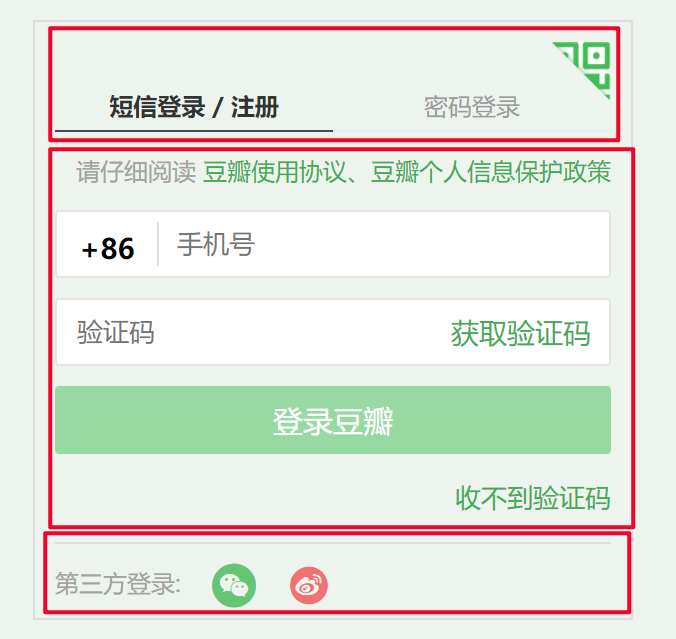 短信登录 / 注册 密码登录
请仔细阅读 豆瓣使用协议、豆瓣个人信息保护政策
+86 手机号
验证码 获取验证码
登录豆瓣
收不到验证码
第三方登录: